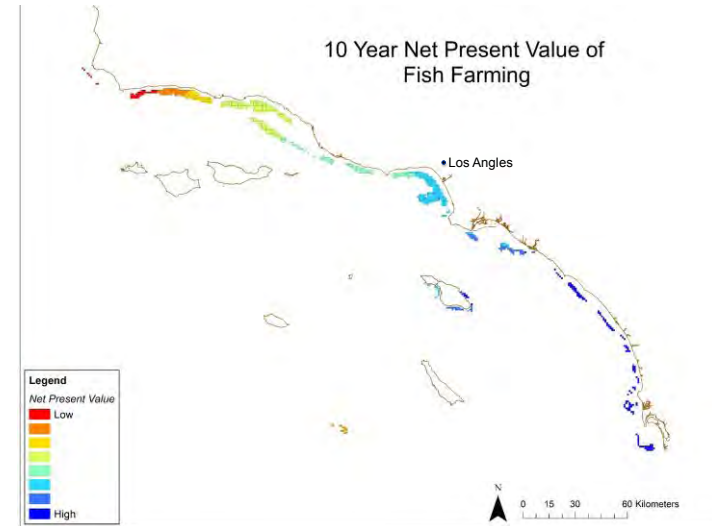 10 Year Net Present Value of
Fish Farming
Los Angles
Legend
Net Present Value
Low
High
N
0 15 30 60 Kilometers